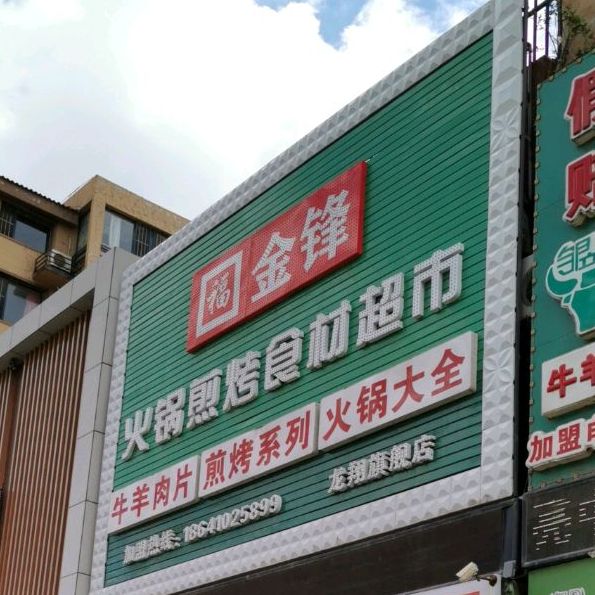 福 金锋
火锅煎烤食材超市
牛羊肉片 煎烤系列 火锅大全
加盟热线:18641025899 龙翔旗舰店
牛羊
加盟电